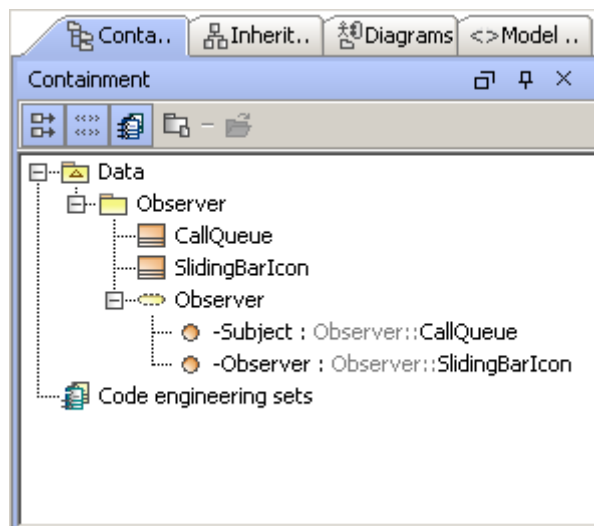 Conta.. Inherit.. Diagrams <>Model ..
Containment
Data
Observer
CallQueue
SlidingBarIcon
Observer
-Subject : Observer::CallQueue
-Observer : Observer::SlidingBarIcon
Code engineering sets